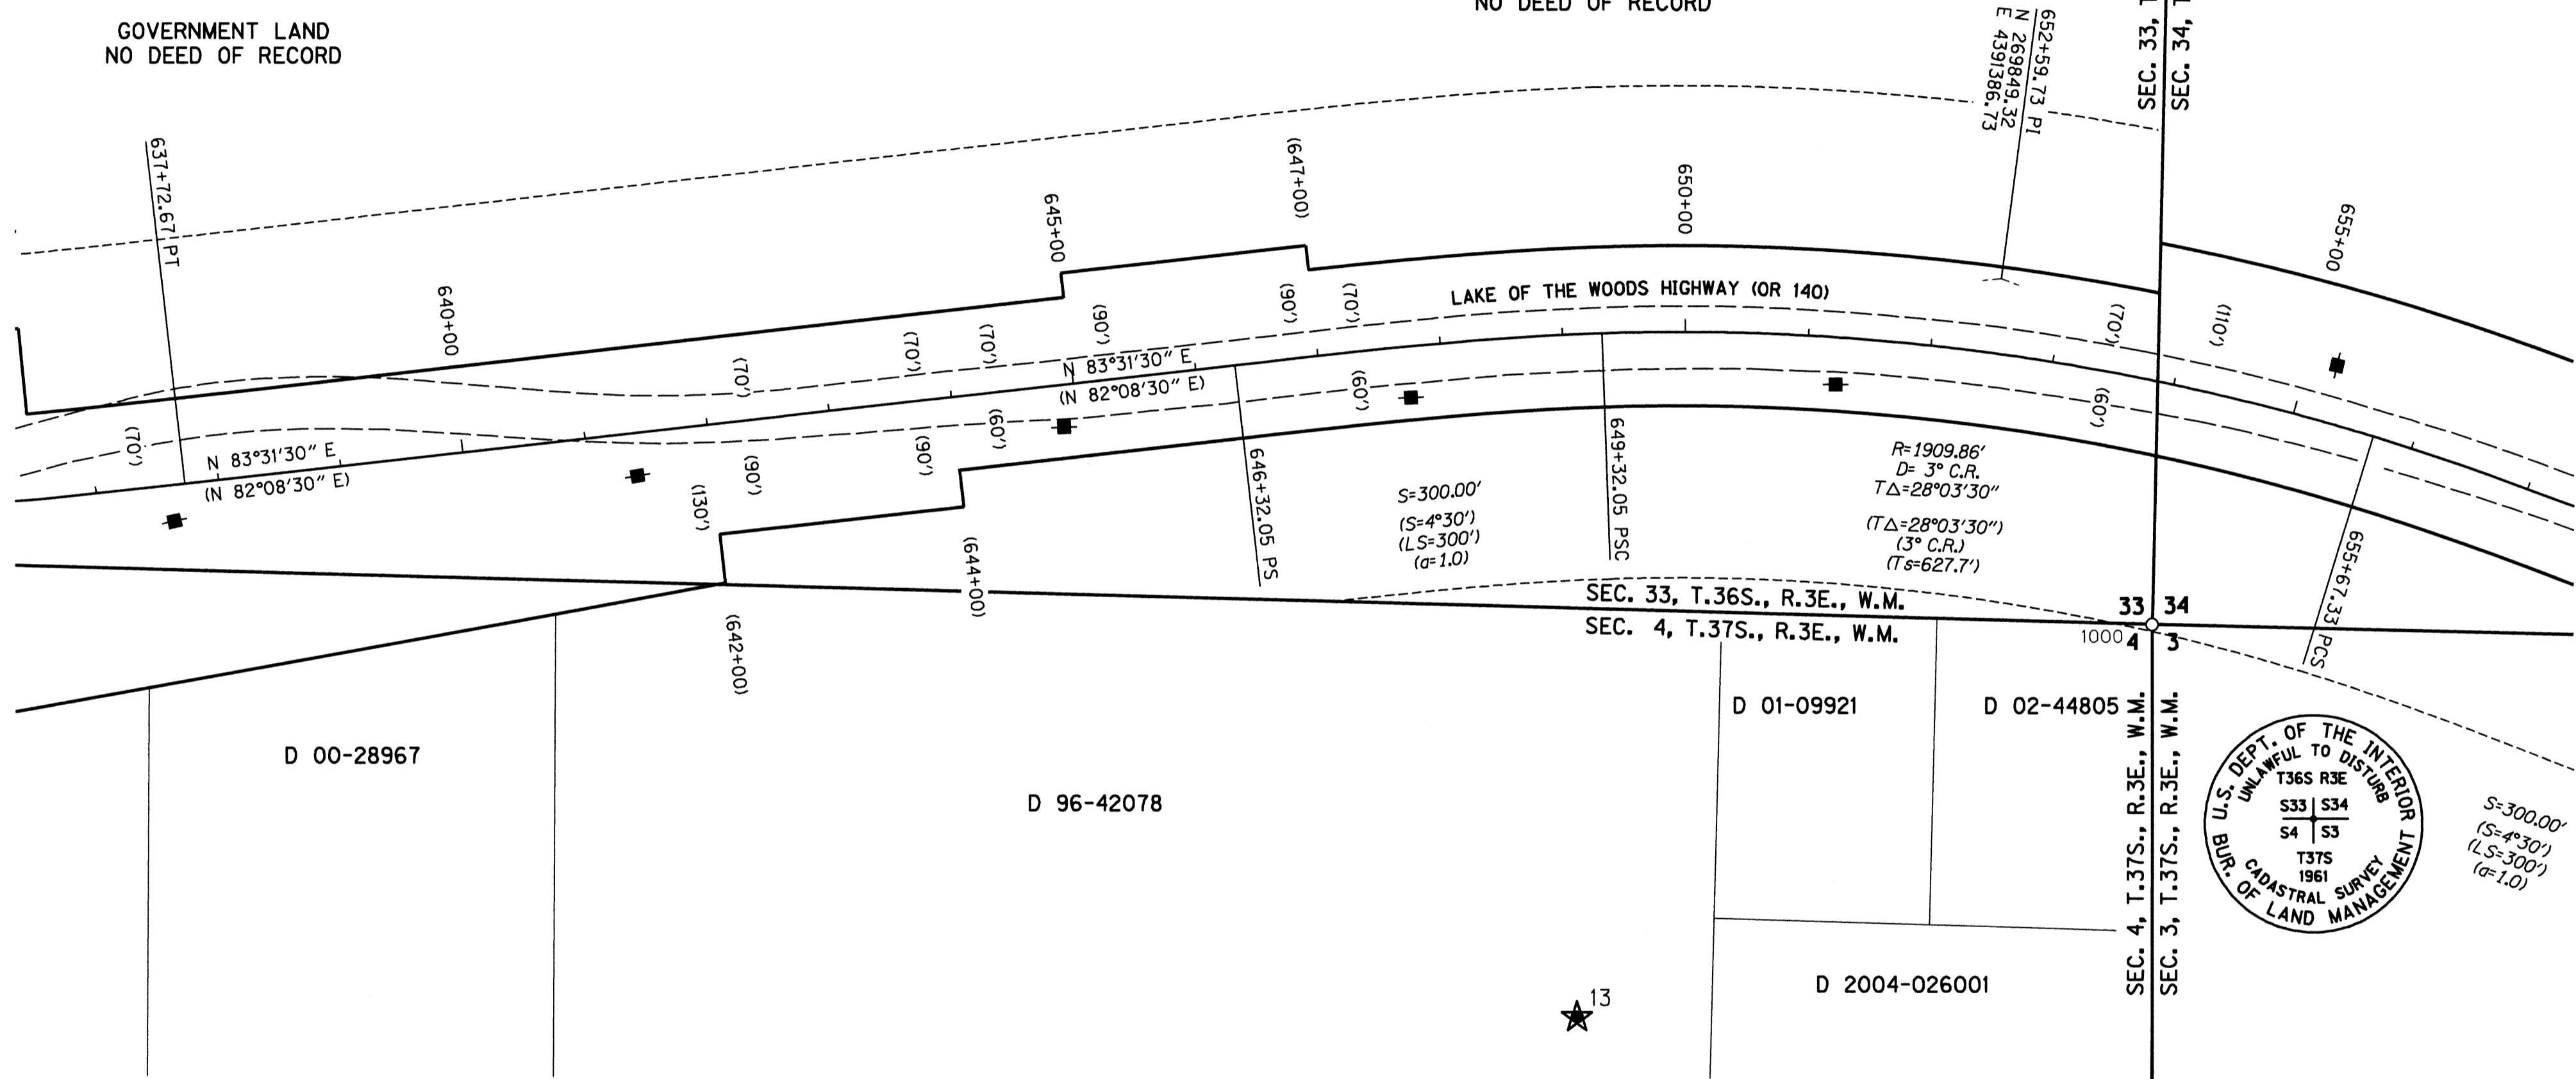 NO DEED OF RECORD
GOVERNMENT LAND
NO DEED OF RECORD
652+59.73 PI
N 269849.32
E 4391386.73
SEC. 33,
SEC. 34,
637+72.67 PT
640+00
645+00
(647+00)
650+00
655+00
LAKE OF THE WOODS HIGHWAY (OR 140)
(70')
(70')
(70')
(90')
(90')
(70')
(70')
(110')
N 83°31'30" E
(N 82°08'30" E)
(70')
N 83°31'30" E
(N 82°08'30" E)
(130')
(90')
(90')
(60')
(60')
(60')
(642+00)
(644+00)
646+32.05 PS
649+32.05 PSC
655+67.33 PCS
S=300.00'
(S=4°30')
(LS=300')
(a=1.0)
R=1909.86'
D= 3° C.R.
T△=28°03'30"
(T△=28°03'30")
(3° C.R.)
(Ts=627.7')
SEC. 33, T.36S., R.3E., W.M.
SEC. 4, T.37S., R.3E., W.M.
33 34
1000 4 3
D 00-28967
D 96-42078
D 01-09921
D 02-44805
D 2004-026001
13
SEC. 4, T.37S., R.3E., W.M.
SEC. 3, T.37S., R.3E., W.M.
U.S. DEPT. OF THE INTERIOR
UNLAWFUL TO DISTURB
T36S R3E
S33 S34
S4 S3
T37S
1961
CADASTRAL SURVEY
BUR. OF LAND MANAGEMENT
S=300.00'
(S=4°30')
(LS=300')
(a=1.0)